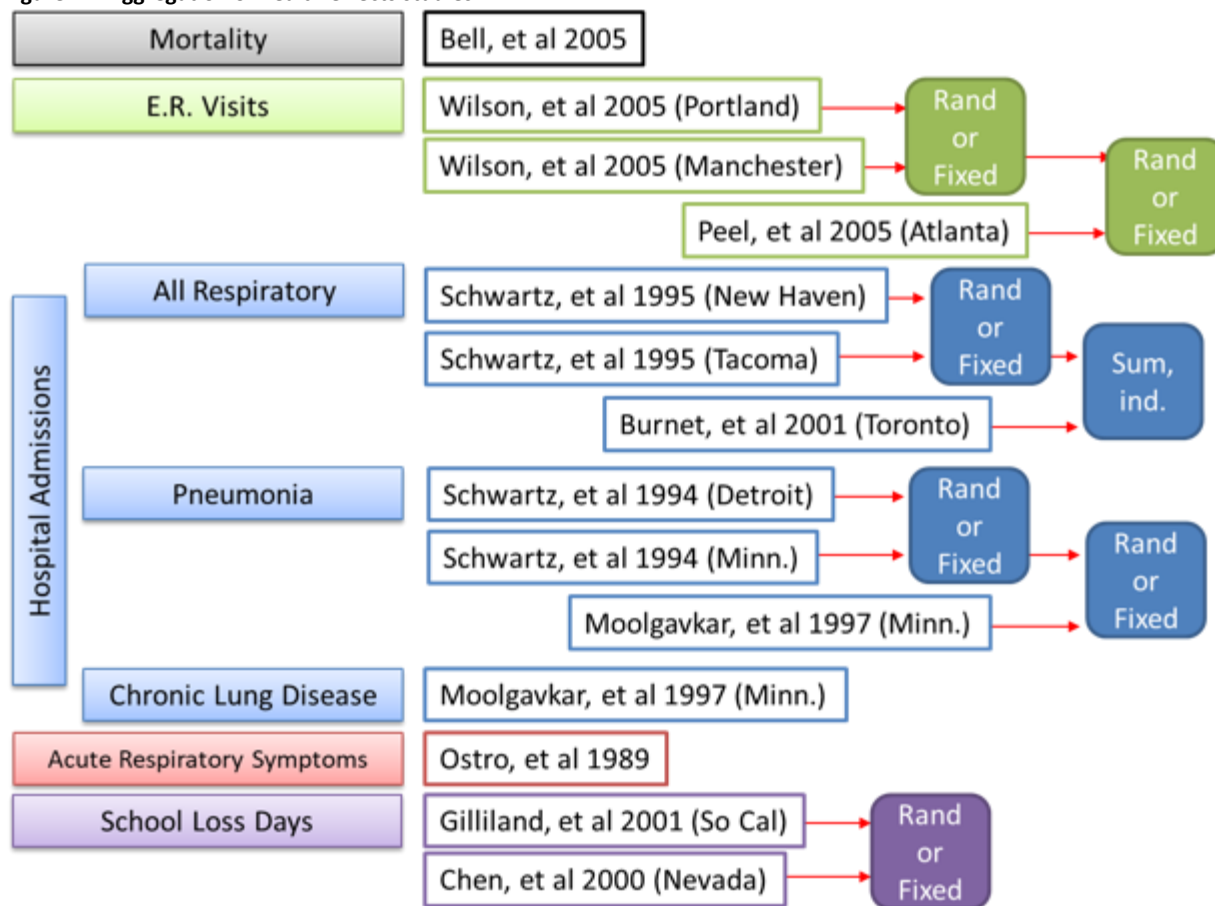 Mortality
Bell, et al 2005
E.R. Visits
Wilson, et al 2005 (Portland)
Wilson, et al 2005 (Manchester)
Rand
or
Fixed
Peel, et al 2005 (Atlanta)
Rand
or
Fixed
Hospital Admissions
All Respiratory
Schwartz, et al 1995 (New Haven)
Schwartz, et al 1995 (Tacoma)
Rand
or
Fixed
Burnet, et al 2001 (Toronto)
Sum,
ind.
Pneumonia
Schwartz, et al 1994 (Detroit)
Schwartz, et al 1994 (Minn.)
Rand
or
Fixed
Moolgavkar, et al 1997 (Minn.)
Rand
or
Fixed
Chronic Lung Disease
Moolgavkar, et al 1997 (Minn.)
Acute Respiratory Symptoms
Ostro, et al 1989
School Loss Days
Gilliland, et al 2001 (So Cal)
Chen, et al 2000 (Nevada)
Rand
or
Fixed